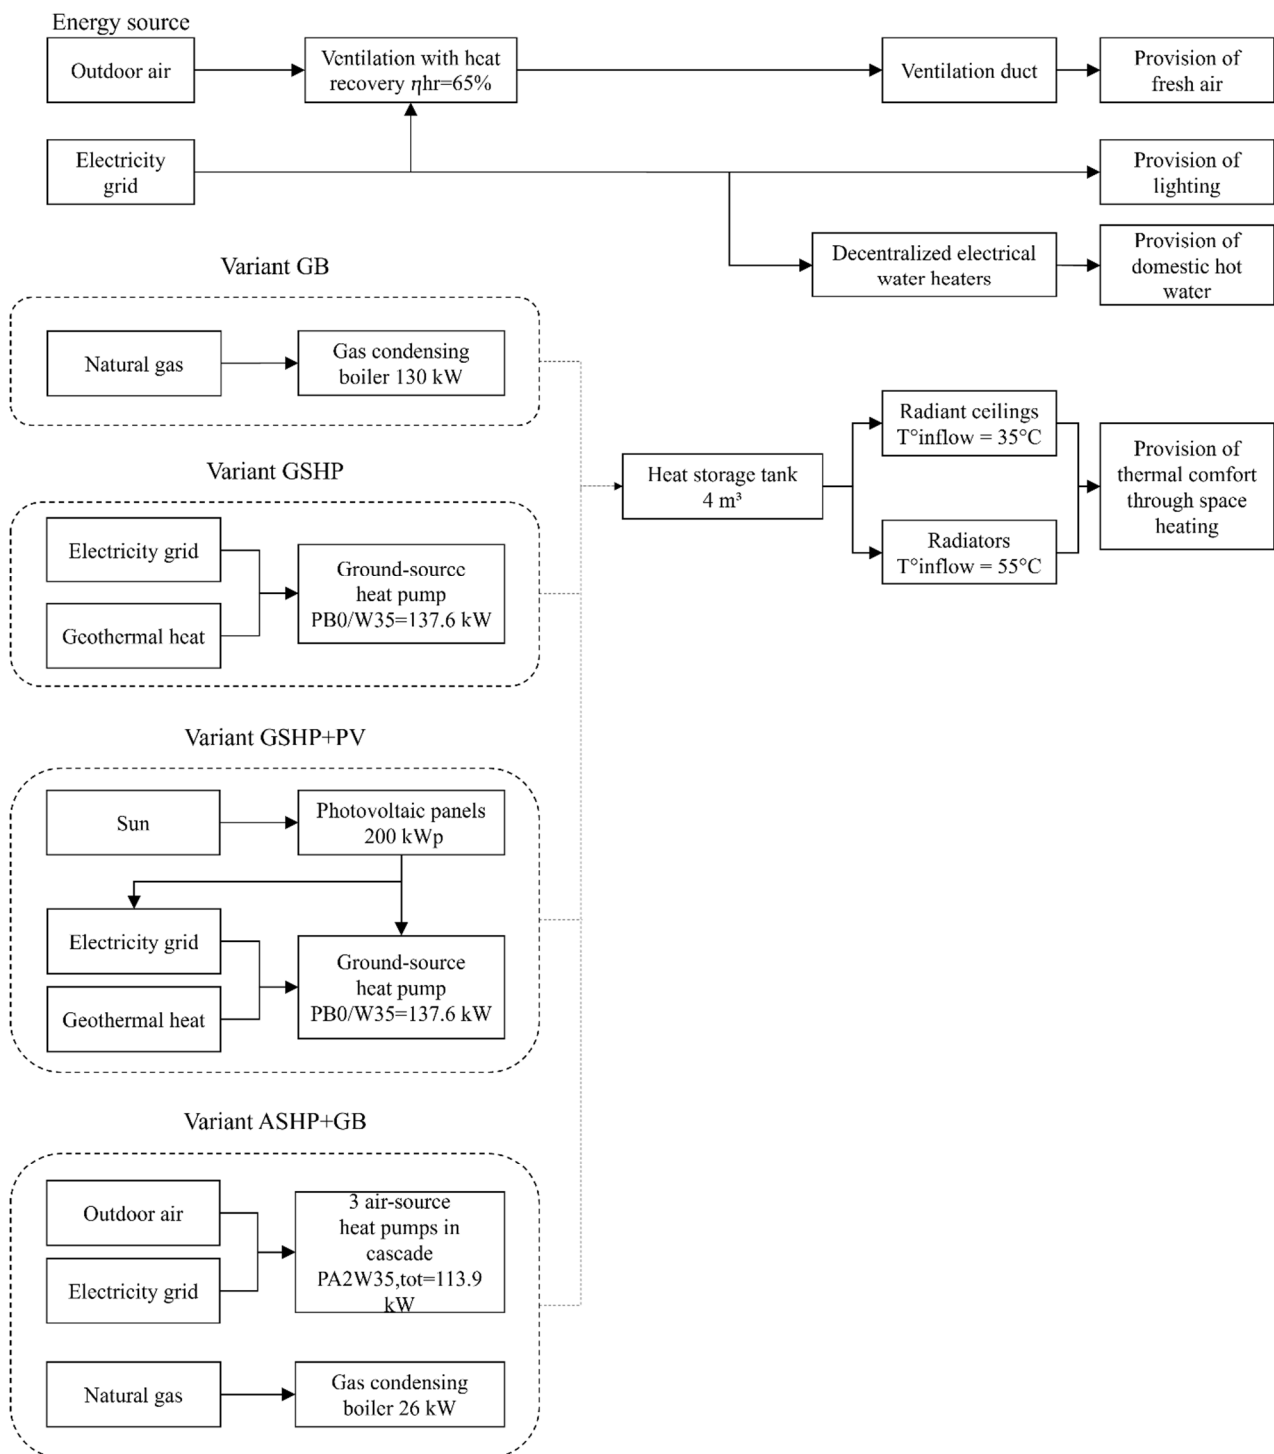 Energy source
Outdoor air
Ventilation with heat
recovery ηhr=65%
Ventilation duct
Provision of
fresh air
Electricity
grid
Provision of
lighting
Decentralized electrical
water heaters
Provision of
domestic hot
water
Variant GB
Natural gas
Gas condensing
boiler 130 kW
Variant GSHP
Electricity grid
Geothermal heat
Ground-source
heat pump
PB0/W35=137.6 kW
Heat storage tank
4 m³
Radiant ceilings
T°inflow = 35°C
Radiators
T°inflow = 55°C
Provision of
thermal comfort
through space
heating
Variant GSHP+PV
Sun
Photovoltaic panels
200 kWp
Electricity grid
Geothermal heat
Ground-source
heat pump
PB0/W35=137.6 kW
Variant ASHP+GB
Outdoor air
Electricity grid
3 air-source
heat pumps in
cascade
PA2W35,tot=113.9
kW
Natural gas
Gas condensing
boiler 26 kW